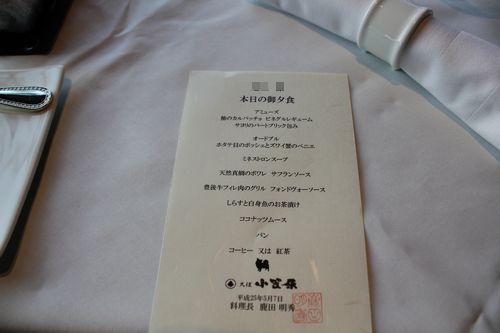 本日の御夕食
アミューズ
鮪のカルパッチョ ビネグルレギューム
サヨリのパートブリック包み
オードブル
ホタテ貝のポッシェとズワイ蟹のベニエ
ミネストロンスープ
天然真鯛のポワレ サフランソース
豊後牛フィレ肉のグリル フォンドヴォーソース
しらすと白身魚のお茶漬け
ココナッツムース
パン
コーヒー 又は 紅茶
平成25年5月7日
料理長 鹿田 明秀